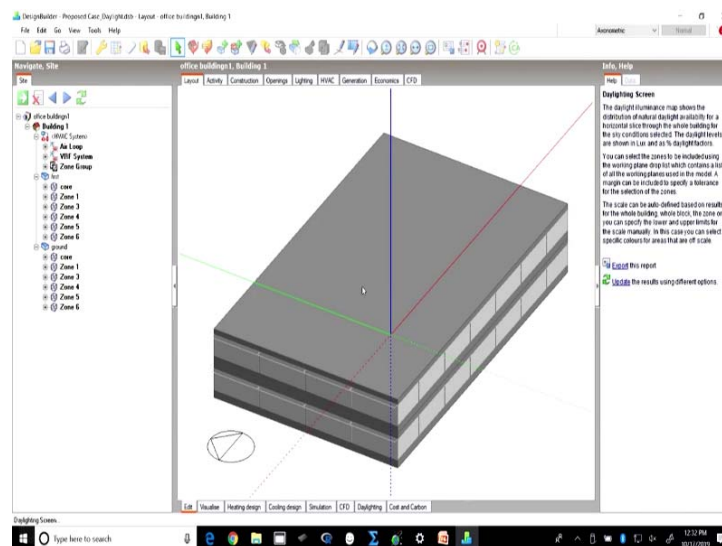 DesignBuilder - Proposed Case_Daylight.dsb - Layout - office buildingn1, Building 1
File Edit Go View Tools Help
Axonometric
Normal
Navigate, Site
Site
office buildingn1
Building 1
<HVAC System>
Air Loop
VRF System
Zone Group
first
core
Zone 1
Zone 3
Zone 4
Zone 5
Zone 6
ground
core
Zone 1
Zone 3
Zone 4
Zone 5
Zone 6
office buildingn1, Building 1
Layout Activity Construction Openings Lighting HVAC Generation Economics CFD
Edit Visualise Heating design Cooling design Simulation CFD Daylighting Cost and Carbon
Info, Help
Help Data
Daylighting Screen
The daylight illuminance map shows the
distribution of natural daylight availability for a
horizontal slice through the whole building for
the sky conditions selected. The daylight levels
are shown in Lux and as % daylight factors.
You can select the zones to be included using
the working plane drop list which contains a list
of all the working planes used in the model. A
margin can be included to specify a tolerance
for the selection of the zones.
The scale can be auto-defined based on results
for the whole building, whole block, the zone or
you can specify the lower and upper limits for
the scale manually. In this case you can select
specific colours for areas that are off scale.
Export this report
Update the results using different options.
Daylighting Screen.
Type here to search
12:32 PM
10/17/2019